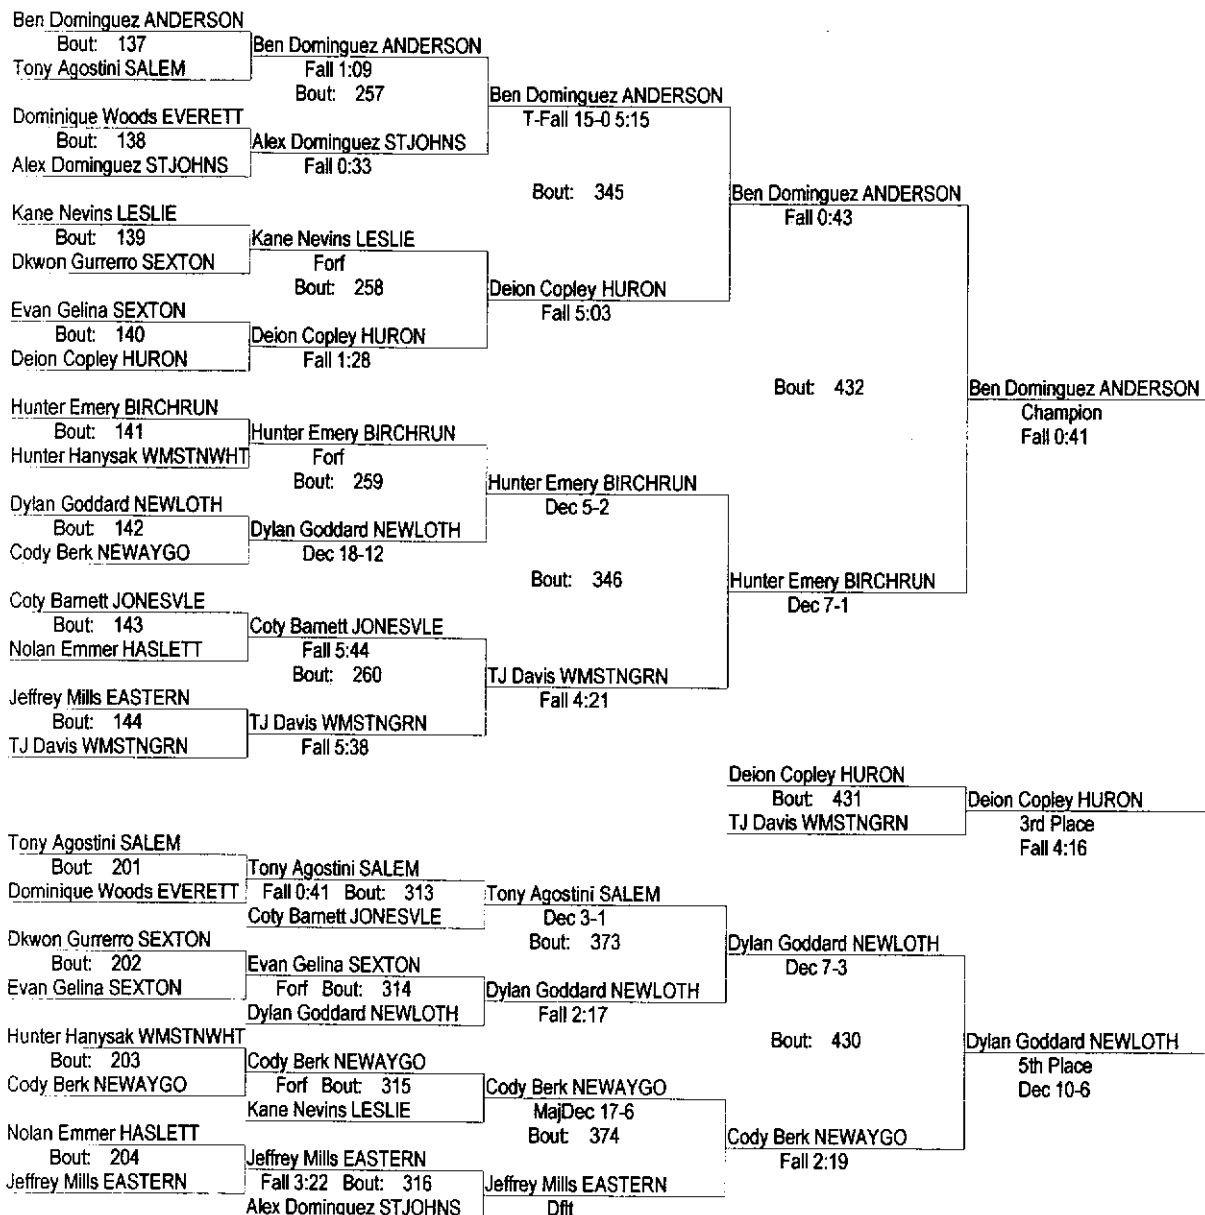 Ben Dominguez ANDERSON
Bout: 137
Tony Agostini SALEM
Ben Dominguez ANDERSON
Fall 1:09
Bout: 257
Dominique Woods EVERETT
Bout: 138
Alex Dominguez STJOHNS
Alex Dominguez STJOHNS
Fall 0:33
Ben Dominguez ANDERSON
T-Fall 15-0 5:15
Bout: 345
Kane Nevins LESLIE
Bout: 139
Dkwon Gurrerro SEXTON
Kane Nevins LESLIE
Forf
Bout: 258
Evan Gelina SEXTON
Bout: 140
Deion Copley HURON
Deion Copley HURON
Fall 1:28
Deion Copley HURON
Fall 5:03
Ben Dominguez ANDERSON
Fall 0:43
Bout: 432
Ben Dominguez ANDERSON
Champion
Fall 0:41
Hunter Emery BIRCHRUN
Bout: 141
Hunter Hanysak WMSTNWHT
Hunter Emery BIRCHRUN
Forf
Bout: 259
Dylan Goddard NEWLOTH
Bout: 142
Cody Berk NEWAYGO
Dylan Goddard NEWLOTH
Dec 18-12
Hunter Emery BIRCHRUN
Dec 5-2
Bout: 346
Coty Barnett JONESVLE
Bout: 143
Nolan Emmer HASLETT
Coty Barnett JONESVLE
Fall 5:44
Bout: 260
Jeffrey Mills EASTERN
Bout: 144
TJ Davis WMSTNGRN
TJ Davis WMSTNGRN
Fall 5:38
TJ Davis WMSTNGRN
Fall 4:21
Hunter Emery BIRCHRUN
Dec 7-1
Deion Copley HURON
Bout: 431
TJ Davis WMSTNGRN
Deion Copley HURON
3rd Place
Fall 4:16
Tony Agostini SALEM
Bout: 201
Dominique Woods EVERETT
Tony Agostini SALEM
Fall 0:41 Bout: 313
Coty Barnett JONESVLE
Tony Agostini SALEM
Dec 3-1
Bout: 373
Dkwon Gurrerro SEXTON
Bout: 202
Evan Gelina SEXTON
Evan Gelina SEXTON
Forf Bout: 314
Dylan Goddard NEWLOTH
Dylan Goddard NEWLOTH
Fall 2:17
Dylan Goddard NEWLOTH
Dec 7-3
Bout: 430
Dylan Goddard NEWLOTH
5th Place
Dec 10-6
Hunter Hanysak WMSTNWHT
Bout: 203
Cody Berk NEWAYGO
Cody Berk NEWAYGO
Forf Bout: 315
Kane Nevins LESLIE
Cody Berk NEWAYGO
MajDec 17-6
Bout: 374
Nolan Emmer HASLETT
Bout: 204
Jeffrey Mills EASTERN
Jeffrey Mills EASTERN
Fall 3:22 Bout: 316
Alex Dominguez STJOHNS
Jeffrey Mills EASTERN
Dflt
Cody Berk NEWAYGO
Fall 2:19